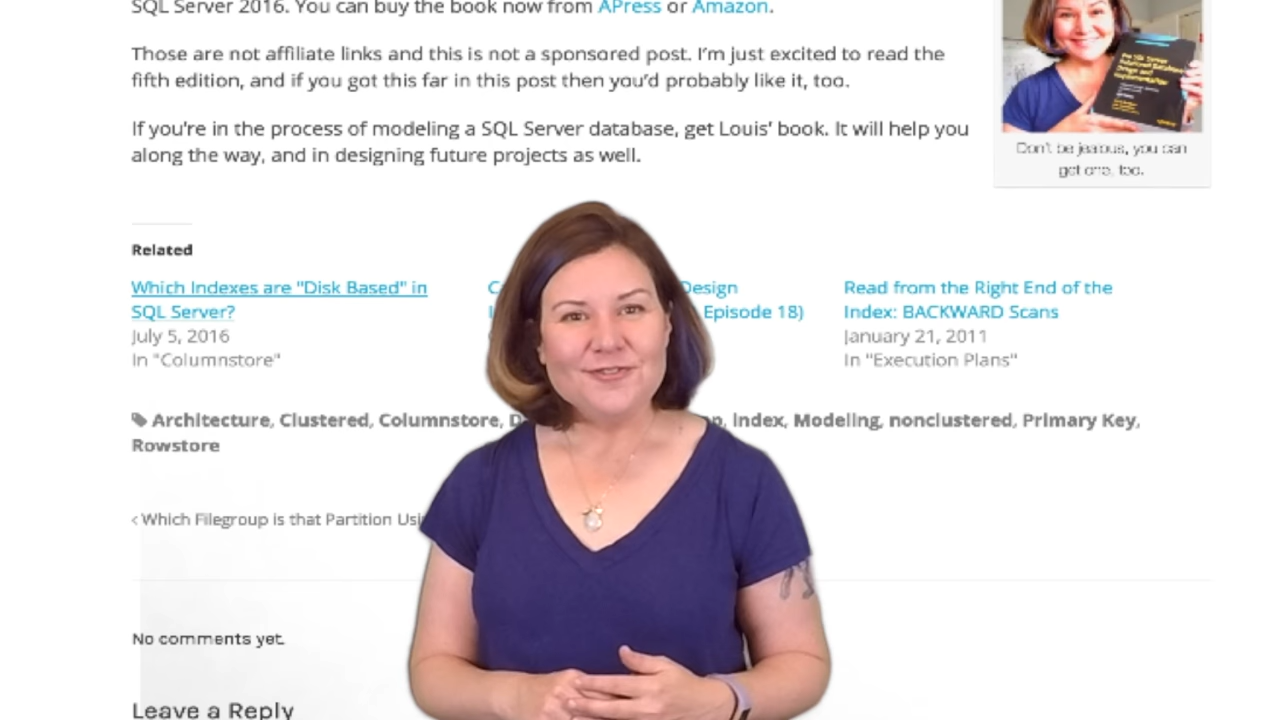 SQL Server 2016. You can buy the book now from APress or Amazon.
Those are not affiliate links and this is not a sponsored post. I'm just excited to read the
fifth edition, and if you got this far in this post then you'd probably like it, too.
If you're in the process of modeling a SQL Server database, get Louis' book. It will help you
along the way, and in designing future projects as well.
Don't be jealous, you can
get one, too.
Related
Which Indexes are "Disk Based" in
SQL Server?
July 5, 2016
In "Columnstore"
Design
Episode 18)
Read from the Right End of the
Index: BACKWARD Scans
January 21, 2011
In "Execution Plans"
Architecture, Clustered, Columnstore, Index, Modeling, nonclustered, Primary Key,
Rowstore
< Which Filegroup is that Partition
No comments yet.
Leave a Reply